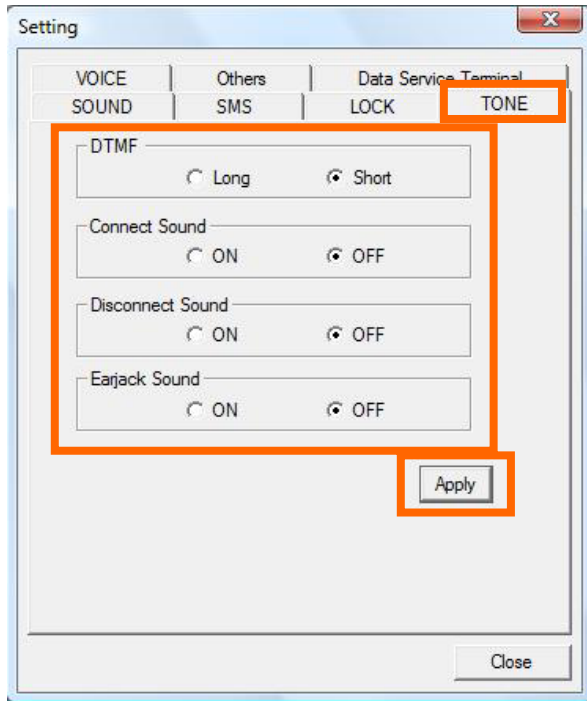 Setting
VOICE Others Data Service Terminal
SOUND SMS LOCK TONE
DTMF
Long Short
Connect Sound
ON OFF
Disconnect Sound
ON OFF
Earjack Sound
ON OFF
Apply
Close